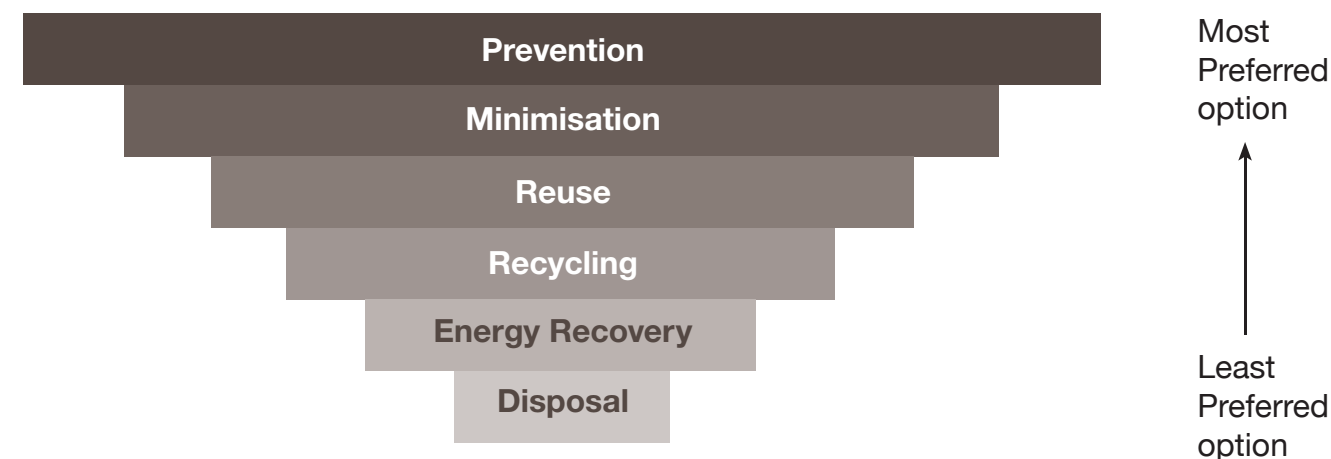 Prevention
Minimisation
Reuse
Recycling
Energy Recovery
Disposal
Most
Preferred
option
Least
Preferred
option